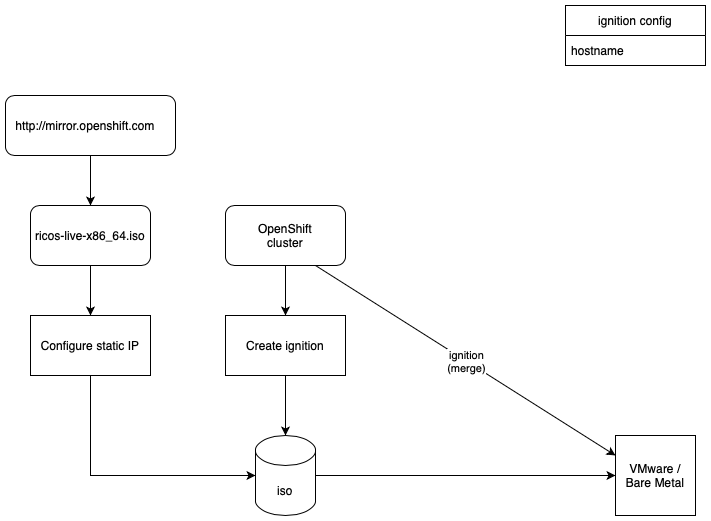 ignition config
hostname
http://mirror.openshift.com
ricos-live-x86_64.iso
OpenShift
cluster
Configure static IP
Create ignition
ignition
(merge)
iso
VMware /
Bare Metal